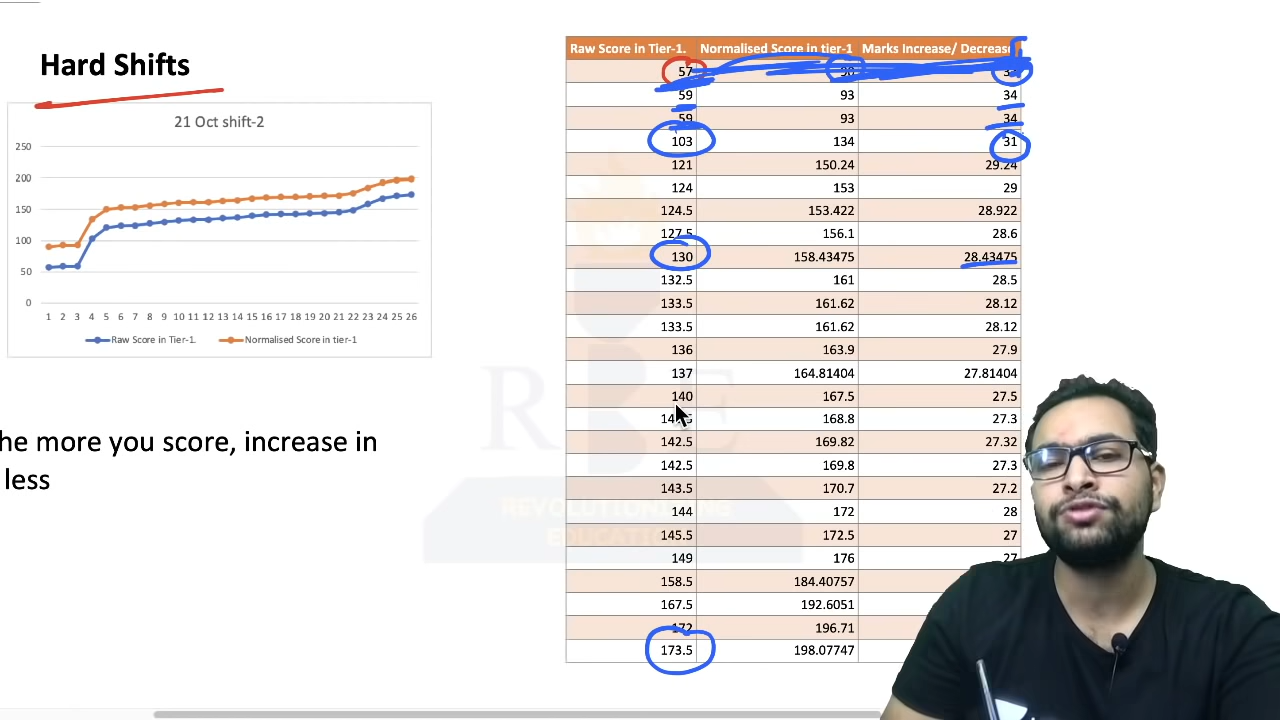 Hard Shifts
21 Oct shift-2
250
200
150
100
50
0
1 2 3 4 5 6 7 8 9 10 11 12 13 14 15 16 17 18 19 20 21 22 23 24 25 26
Raw Score in Tier-1. Normalised Score in tier-1
he more you score, increase in
less
Raw Score in Tier-1. Normalised Score in tier-1 Marks Increase/ Decrease
57
59 93 34
59 93 34
103 134 31
121 150.24 29.24
124 153 29
124.5 153.422 28.922
127.5 156.1 28.6
130 158.43475 28.43475
132.5 161 28.5
133.5 161.62 28.12
133.5 161.62 28.12
136 163.9 27.9
137 164.81404 27.81404
140 167.5 27.5
168.8 27.3
142.5 169.82 27.32
142.5 169.8 27.3
143.5 170.7 27.2
144 172 28
145.5 172.5 27
149 176 27
158.5 184.40757
167.5 192.6051
172 196.71
173.5 198.07747
R B E
REVOLUTIONIZING
EDUCATION